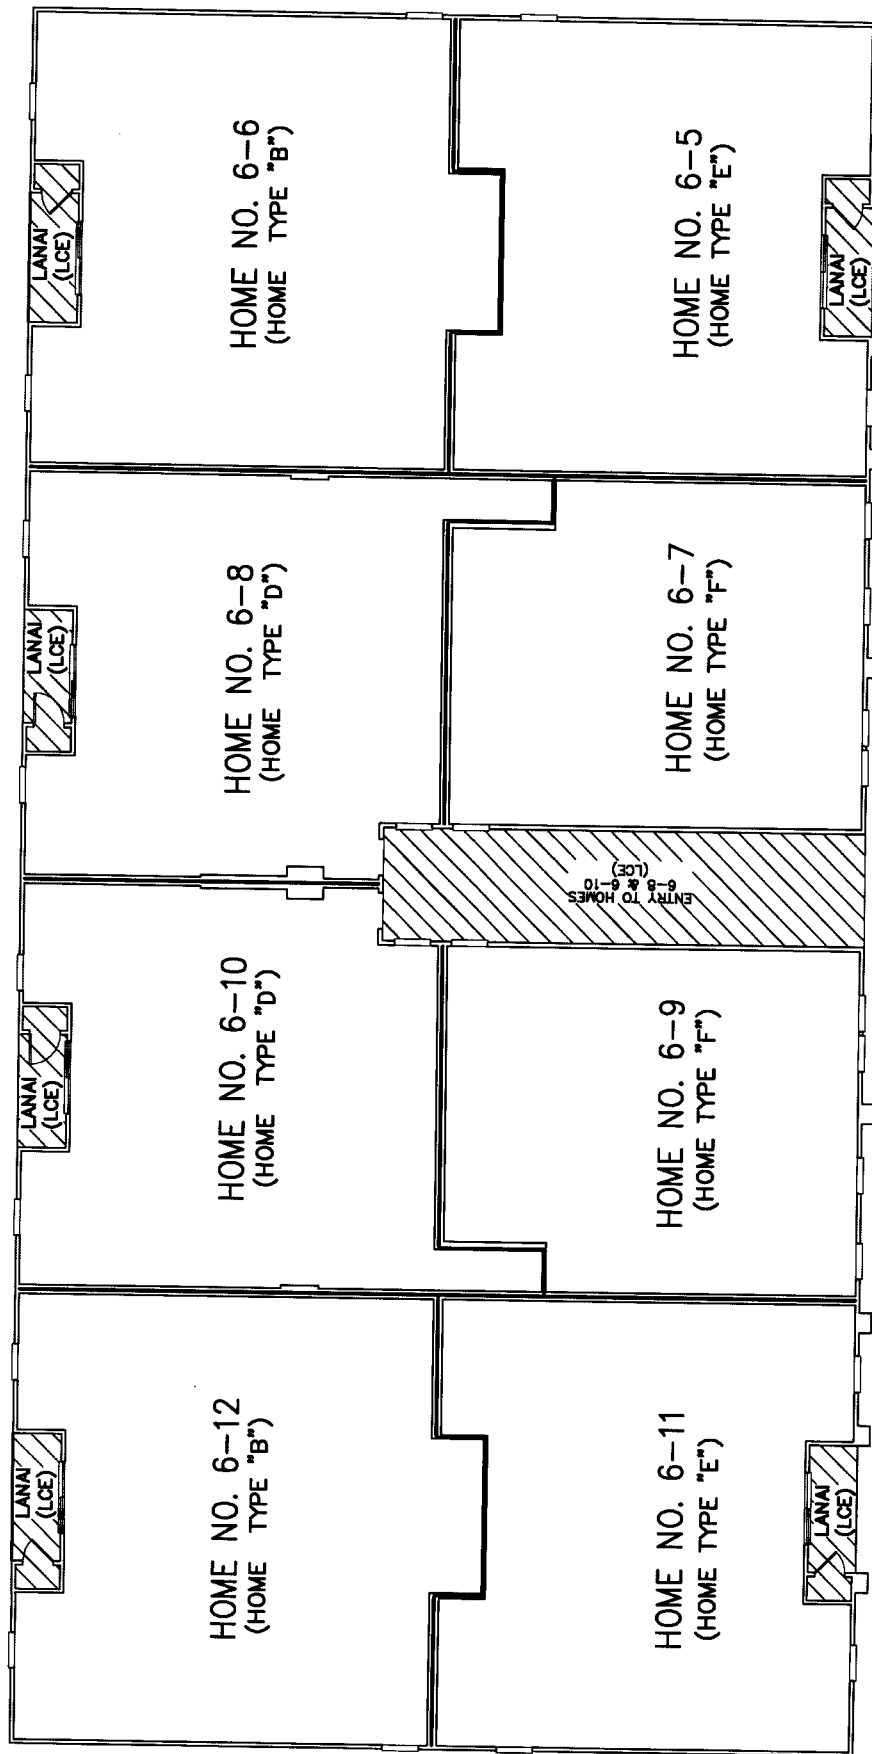 LANAI
(LCE)
HOME NO. 6-12
(HOME TYPE "B")
LANAI
(LCE)
HOME NO. 6-10
(HOME TYPE "D")
LANAI
(LCE)
HOME NO. 6-8
(HOME TYPE "D")
LANAI
(LCE)
HOME NO. 6-6
(HOME TYPE "B")
HOME NO. 6-11
(HOME TYPE "E")
LANAI
(LCE)
HOME NO. 6-9
(HOME TYPE "F")
ENTRY TO HOMES
6-8 & 6-10
(LCE)
HOME NO. 6-7
(HOME TYPE "F")
HOME NO. 6-5
(HOME TYPE "E")
LANAI
(LCE)